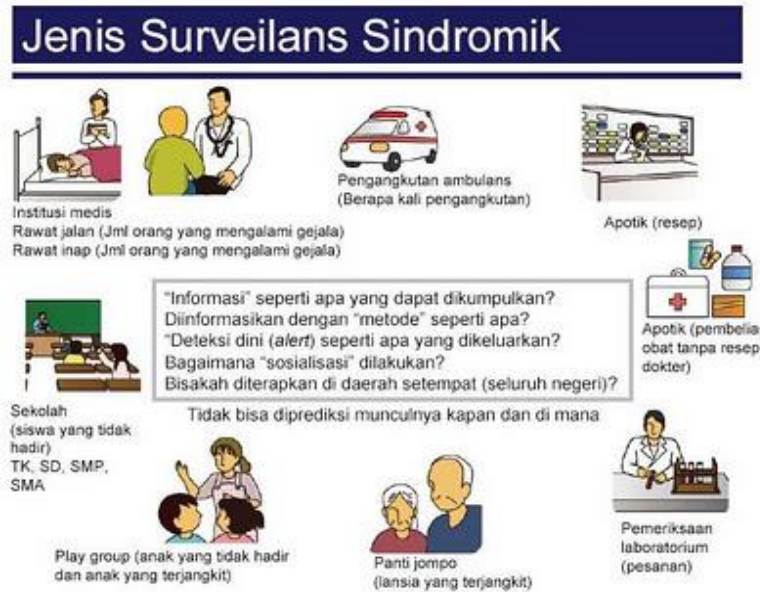 Jenis Surveilans Sindromik
Institusi medis
Rawat jalan (Jml orang yang mengalami gejala)
Rawat inap (Jml orang yang mengalami gejala)
Pengangkutan ambulans
(Berapa kali pengangkutan)
Apotik (resep)
"Informasi" seperti apa yang dapat dikumpulkan?
Diinformasikan dengan "metode" seperti apa?
"Deteksi dini (alert) seperti apa yang dikeluarkan?
Bagaimana "sosialisasi" dilakukan?
Bisakah diterapkan di daerah setempat (seluruh negeri)?
Apotik (pembelia
obat tanpa resep
dokter)
Sekolah
(siswa yang tidak
hadir)
TK, SD, SMP,
SMA
Tidak bisa diprediksi munculnya kapan dan di mana
Play group (anak yang tidak hadir
dan anak yang terjangkit)
Panti jompo
(lansia yang terjangkit)
Pemeriksaan
laboratorium
(pesanan)